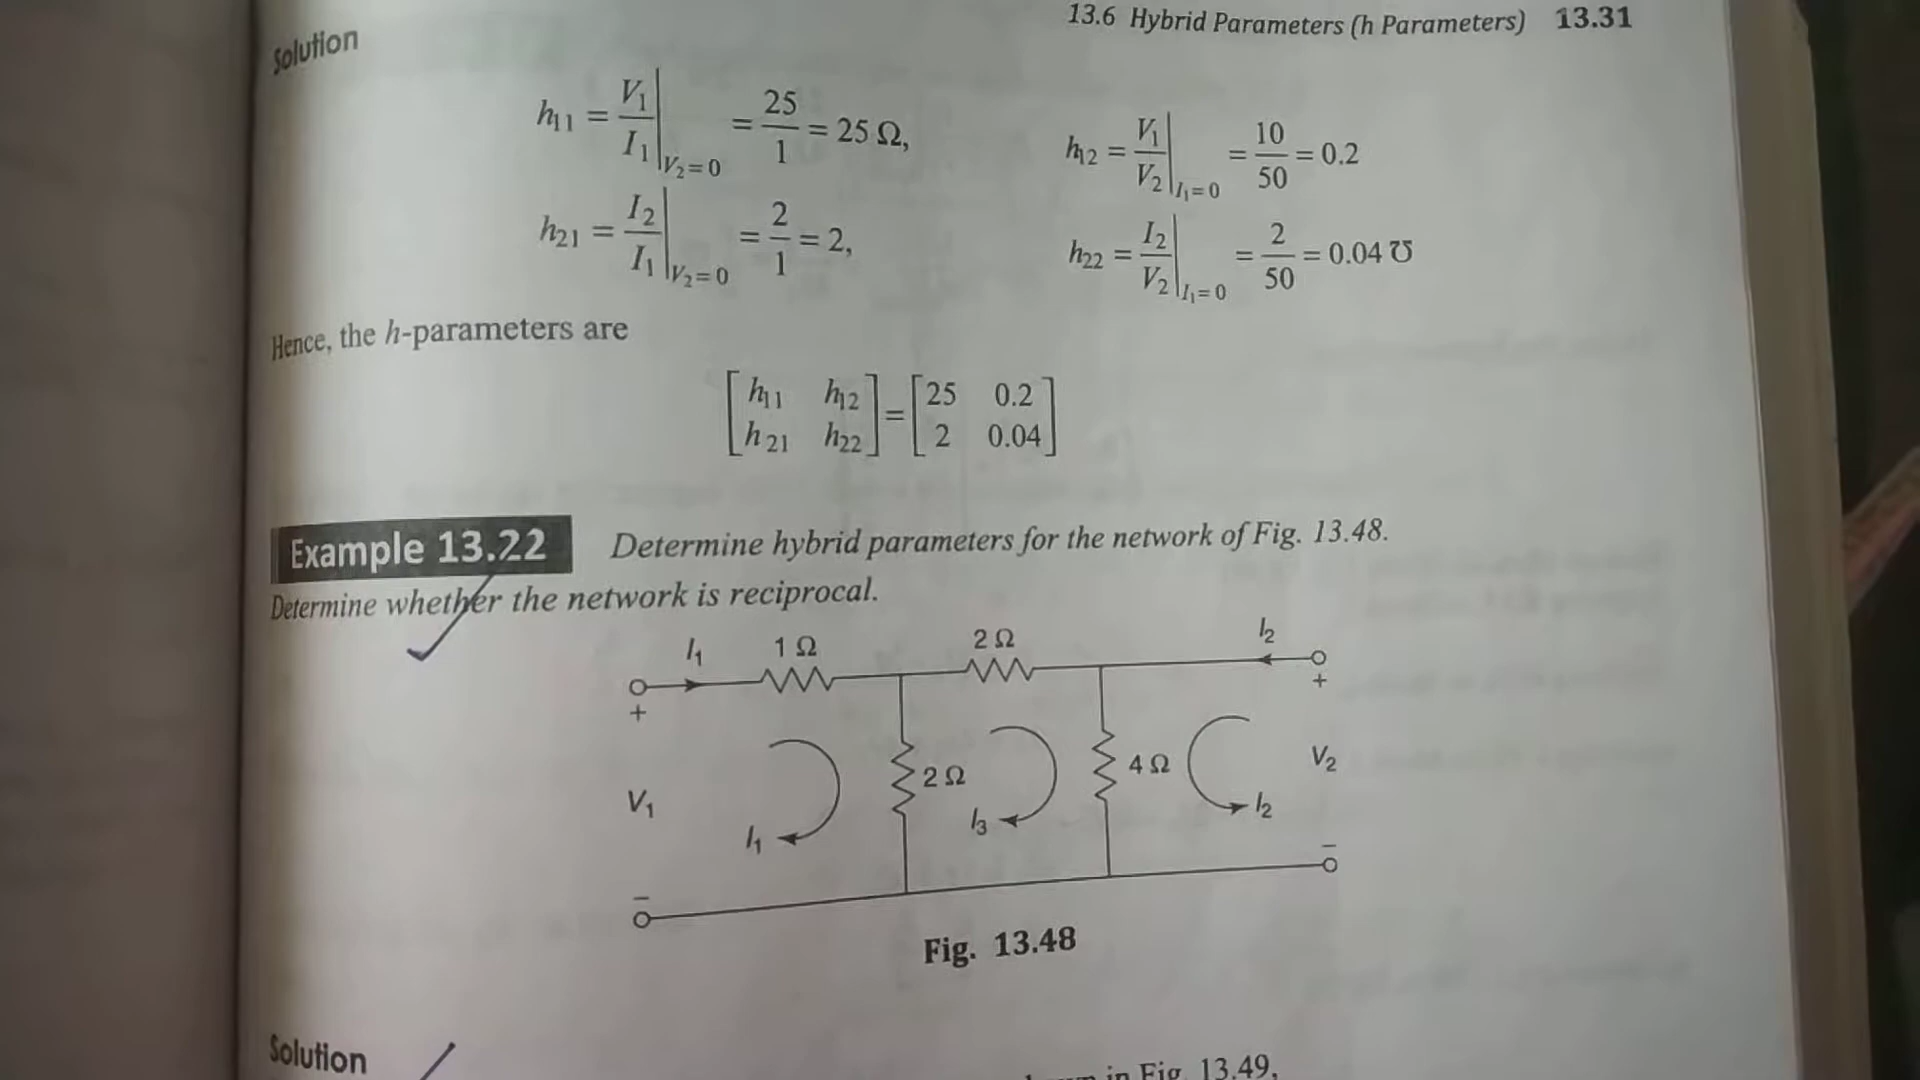 13.6 Hybrid Parameters (h Parameters) 13.31
Solution
h11 = V1/I1 |V2=0 = 25/1 = 25 Ω,
h12 = V1/V2 |I1=0 = 10/50 = 0.2
h21 = I2/I1 |V2=0 = 2/1 = 2,
h22 = I2/V2 |I1=0 = 2/50 = 0.04 ℧
Hence, the h-parameters are
[h11 h12] = [25 0.2]
[h21 h22] [2 0.04]
Example 13.22 Determine hybrid parameters for the network of Fig. 13.48.
Determine whether the network is reciprocal.
I1 1 Ω 2 Ω I2
+ +
V1 2 Ω 4 Ω V2
I1 I3 I2
– –
Fig. 13.48
Solution
in Fig. 13.49,